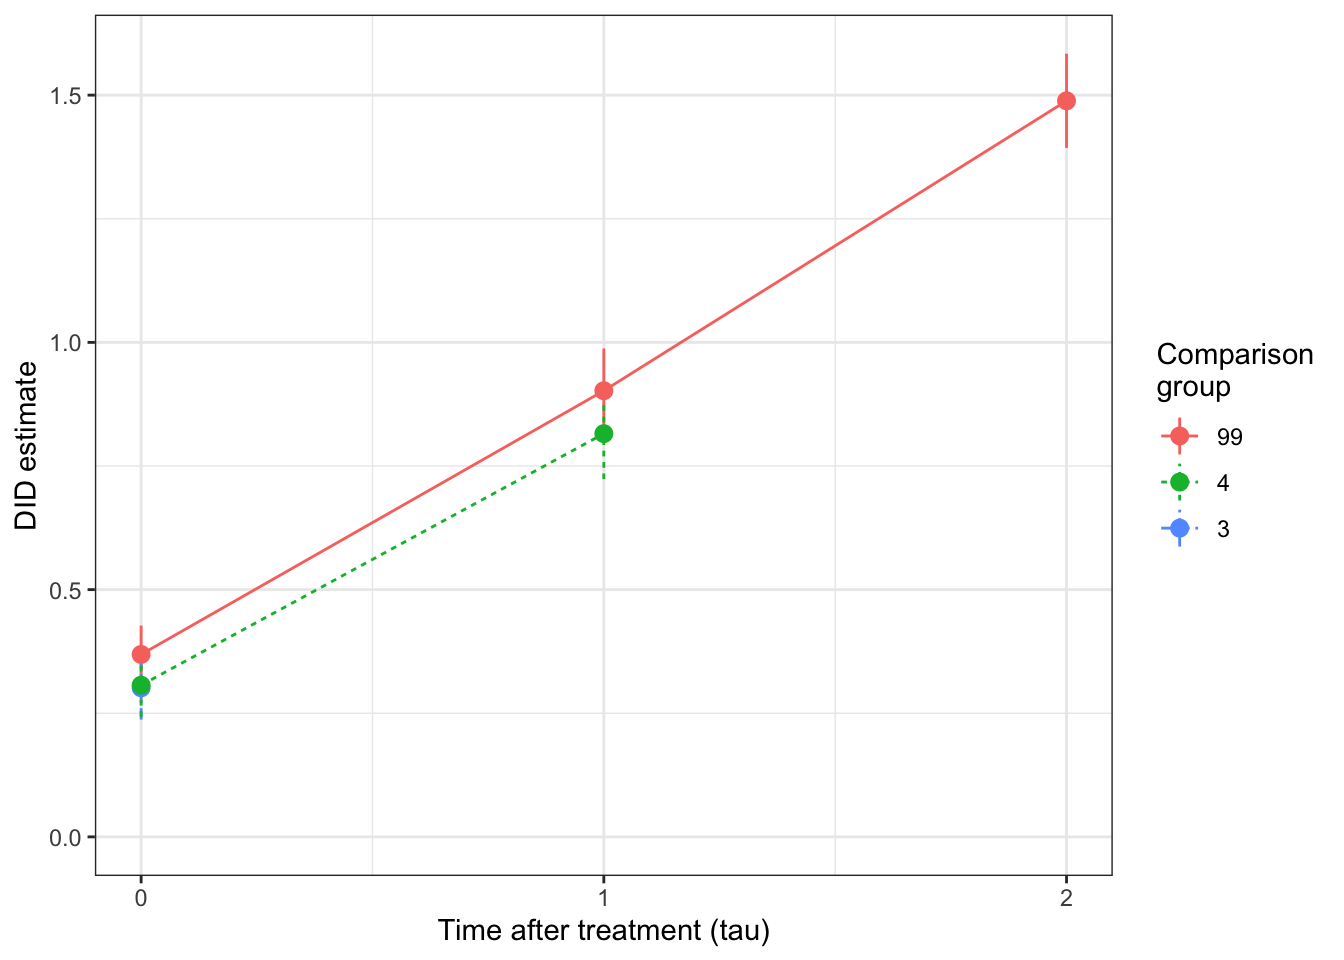 1.5
1.0
0.5
0.0
DID estimate
0
1
2
Time after treatment (tau)
Comparison
group
99
4
3